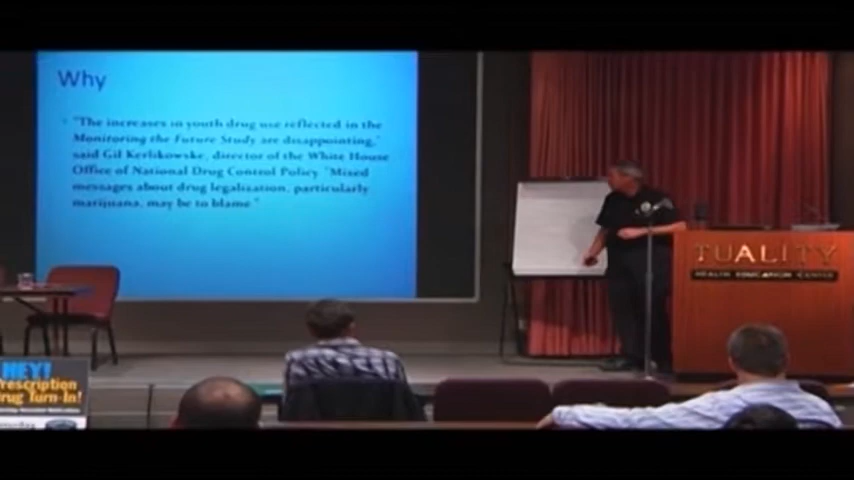 Why
"The increases in youth drug use reflected in the
Monitoring the Future Study are disappointing,"
said Gil Kerlikowske, director of the White House
Office of National Drug Control Policy. "Mixed
messages about drug legalization, particularly
marijuana, may be to blame."
TUALITY
HEALTH EDUCATION CENTER
HEY!
Prescription
Drug Turn-In!